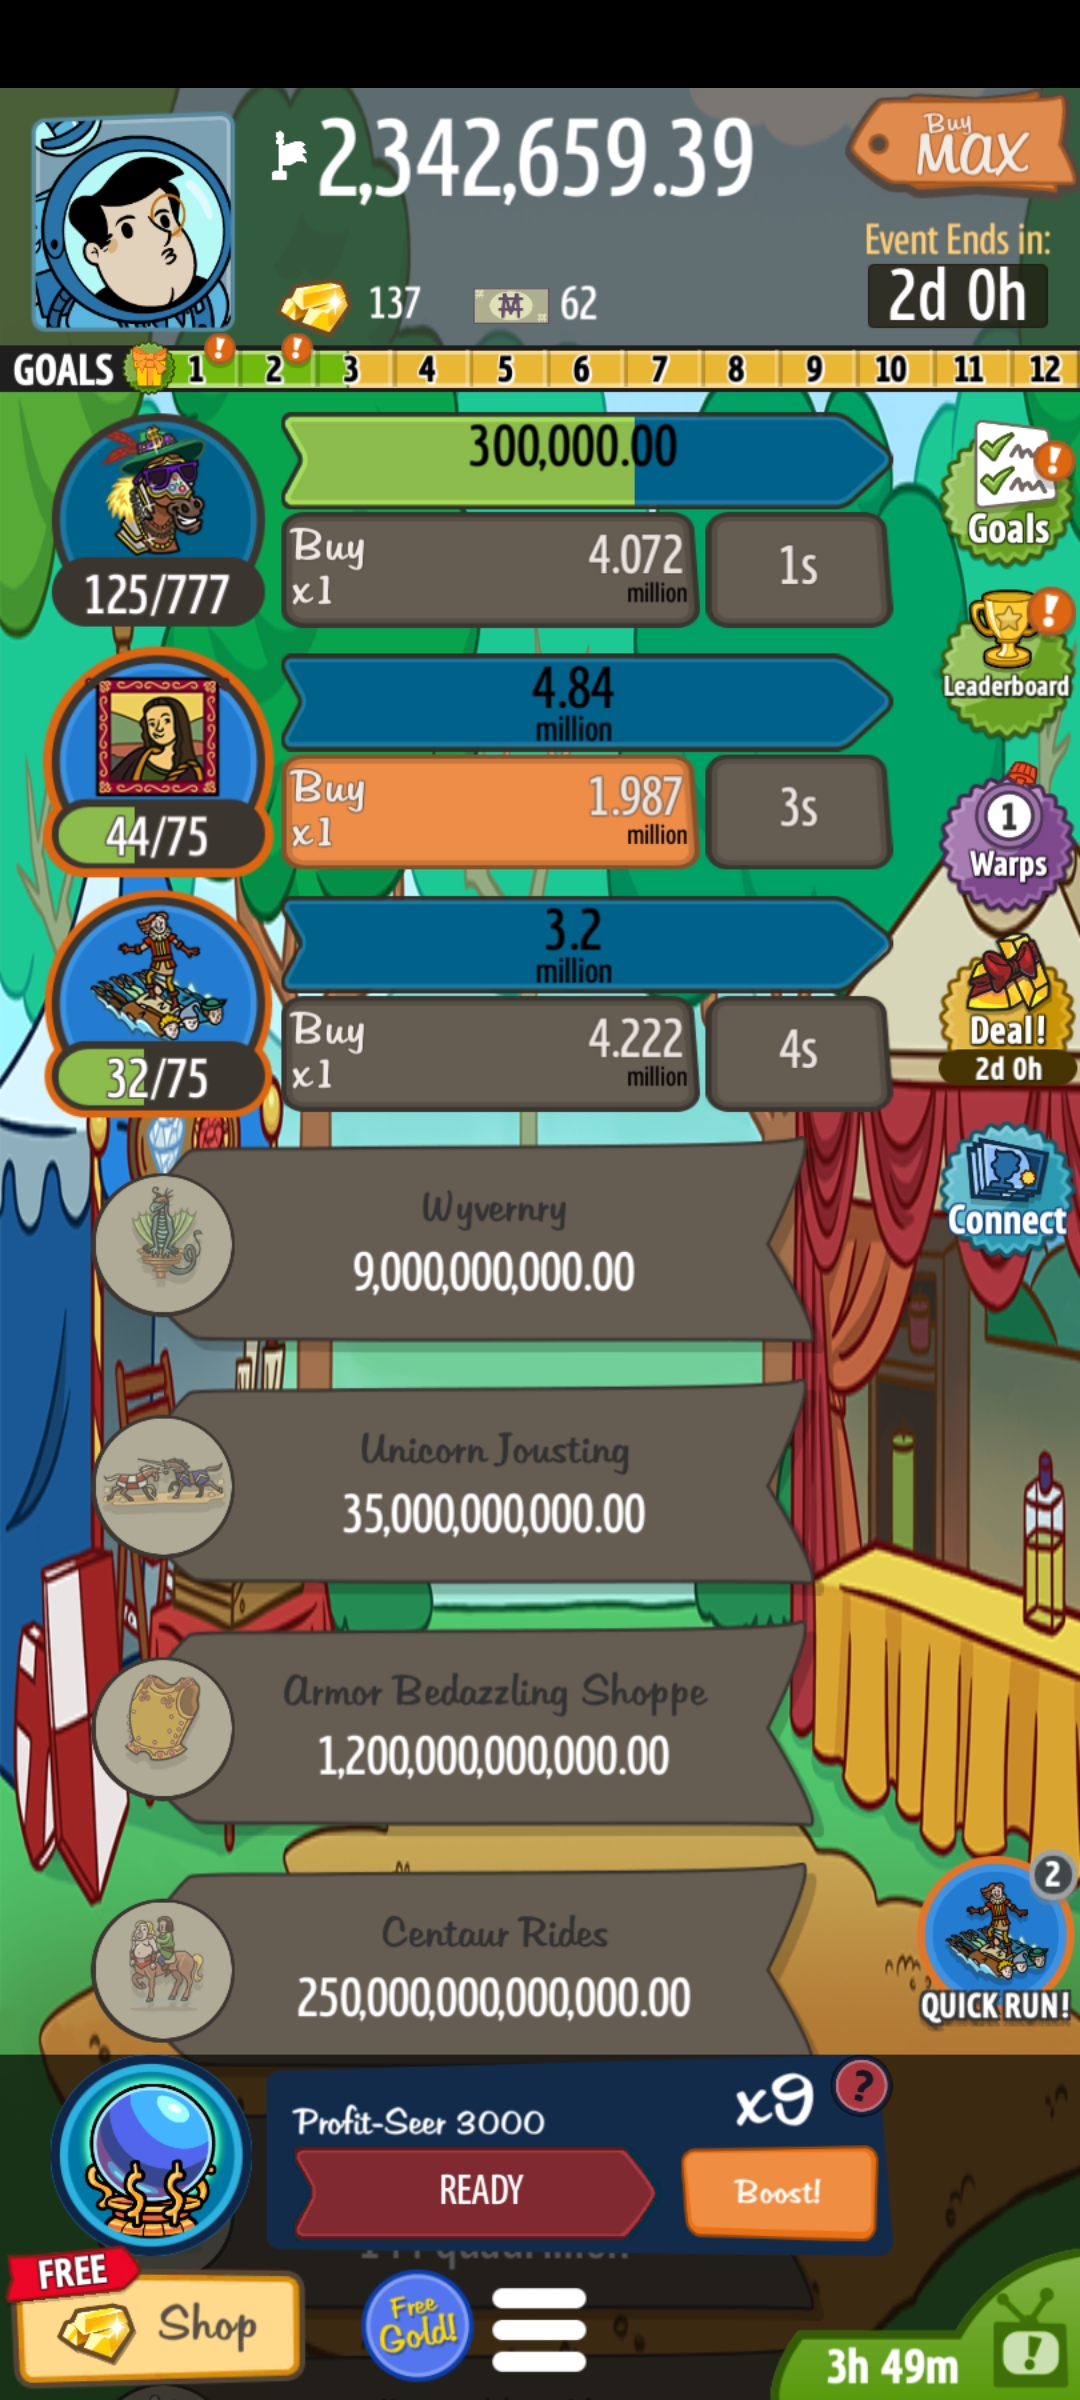 2,342,659.39
Buy
MAX
Event Ends in:
2d 0h
137
62
GOALS 1 ! 2 ! 3 4 5 6 7 8 9 10 11 12
300,000.00
125/777
Buy
x1
4.072
million
1s
!
Goals
!
Leaderboard
4.84
million
44/75
Buy
x1
1.987
million
3s
1
Warps
3.2
million
32/75
Buy
x1
4.222
million
4s
Deal!
2d 0h
Connect
Wyvernry
9,000,000,000.00
Unicorn Jousting
35,000,000,000.00
Armor Bedazzling Shoppe
1,200,000,000,000.00
Centaur Rides
250,000,000,000,000.00
2
QUICK RUN!
Profit-Seer 3000
x9
?
READY
Boost!
FREE
Shop
Free
Gold!
3h 49m
!